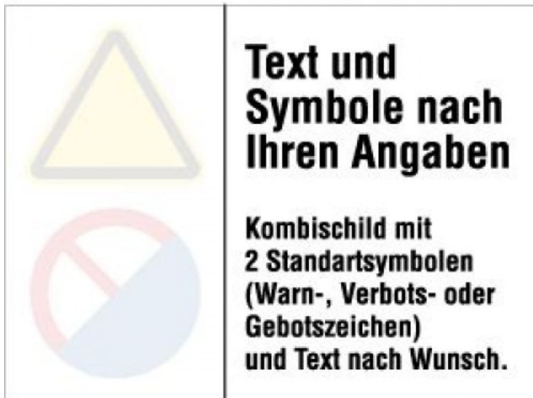 Text und
Symbole nach
Ihren Angaben
Kombischild mit
2 Standartsymbolen
(Warn-, Verbots- oder
Gebotszeichen)
und Text nach Wunsch.